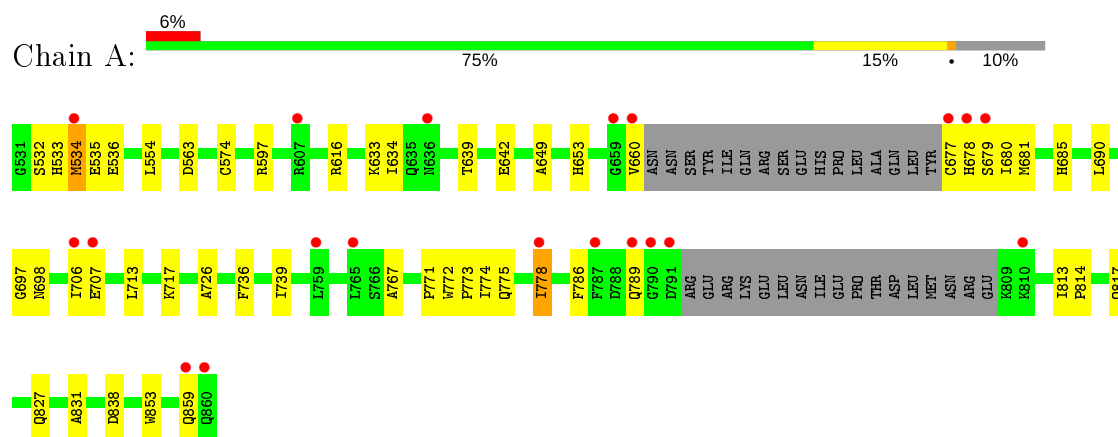 6%
Chain A:
75% 15% • 10%
G531 S532 H533 M534 E535 E536 L554 D563 C574 R597 R607 R616 K633 I634 Q635 N636 T639 E642 A649 H653 G659 V660 ASN ASN SER TYR ILE GLN ARG SER GLU HIS PRO LEU ALA GLN LEU TYR C677 H678 S679 I680 M681 H685 L690
G697 N698 I706 E707 L713 K717 A726 F736 I739 L759 L765 S766 A767 P771 W772 P773 I774 Q775 I778 F786 F787 D788 Q789 G790 D791 ARG GLU ARG LYS GLU LEU ASN ILE GLU PRO THR ASP LEU MET ASN ARG GLU K809 K810 I813 P814
Q827 A831 D838 W853 Q859 Q860